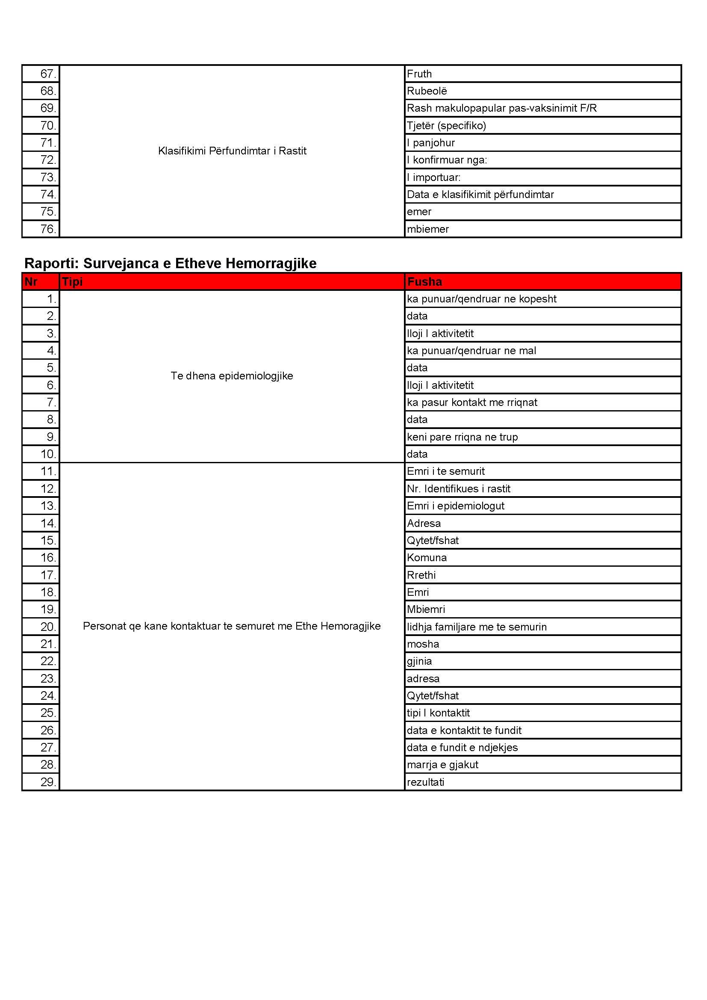 67. Fruth
68. Rubeolë
69. Rash makulopapular pas-vaksinimit F/R
70. Tjetër (specifiko)
71. I panjohur
Klasifikimi Përfundimtar i Rastit
72. I konfirmuar nga:
73. I importuar:
74. Data e klasifikimit përfundimtar
75. emer
76. mbiemer
Raporti: Survejanca e Etheve Hemorragjike
Nr Tipi Fusha
1. ka punuar/qendruar ne kopesht
2. data
3. lloji I aktivitetit
4. ka punuar/qendruar ne mal
5. data
Te dhena epidemiologjike
6. lloji I aktivitetit
7. ka pasur kontakt me rriqnat
8. data
9. keni pare rriqna ne trup
10. data
11. Emri i te semurit
12. Nr. Identifikues i rastit
13. Emri i epidemiologut
14. Adresa
15. Qytet/fshat
16. Komuna
17. Rrethi
18. Emri
19. Mbiemri
20. Personat qe kane kontaktuar te semuret me Ethe Hemoragjike lidhja familjare me te semurin
21. mosha
22. gjinia
23. adresa
24. Qytet/fshat
25. tipi I kontaktit
26. data e kontaktit te fundit
27. data e fundit e ndjekjes
28. marrja e gjakut
29. rezultati